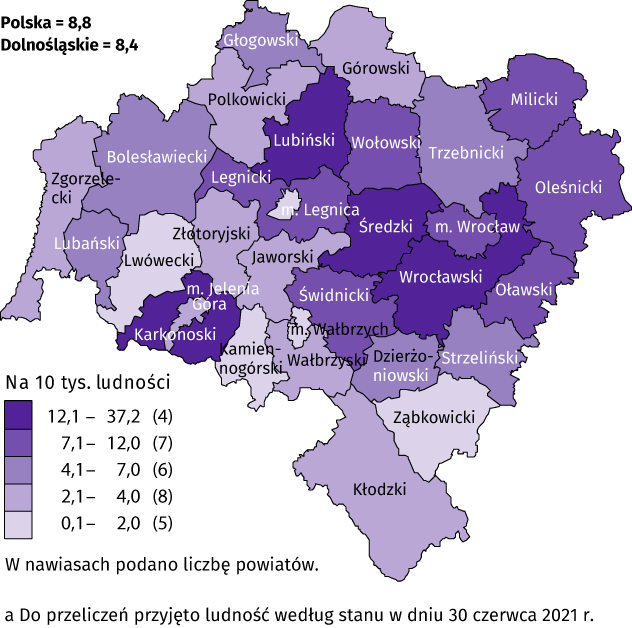 Polska = 8,8
Dolnośląskie = 8,4
Głogowski
Górowski
Polkowicki
Milicki
Lubiński
Wołowski
Trzebnicki
Bolesławiecki
Legnicki
Zgorzele-
cki
Oleśnicki
m. Legnica
Średzki
m. Wrocław
Lubański
Złotoryjski
Lwówecki
Jaworski
Wrocławski
m. Jelenia
Góra
Świdnicki
Oławski
Karkonoski
m. Wałbrzych
Kamien-
nogórski
Wałbrzyski
Dzierżo-
niowski
Strzeliński
Ząbkowicki
Kłodzki
Na 10 tys. ludności
12,1 – 37,2 (4)
7,1 – 12,0 (7)
4,1 – 7,0 (6)
2,1 – 4,0 (8)
0,1 – 2,0 (5)
W nawiasach podano liczbę powiatów.
a Do przeliczeń przyjęto ludność według stanu w dniu 30 czerwca 2021 r.